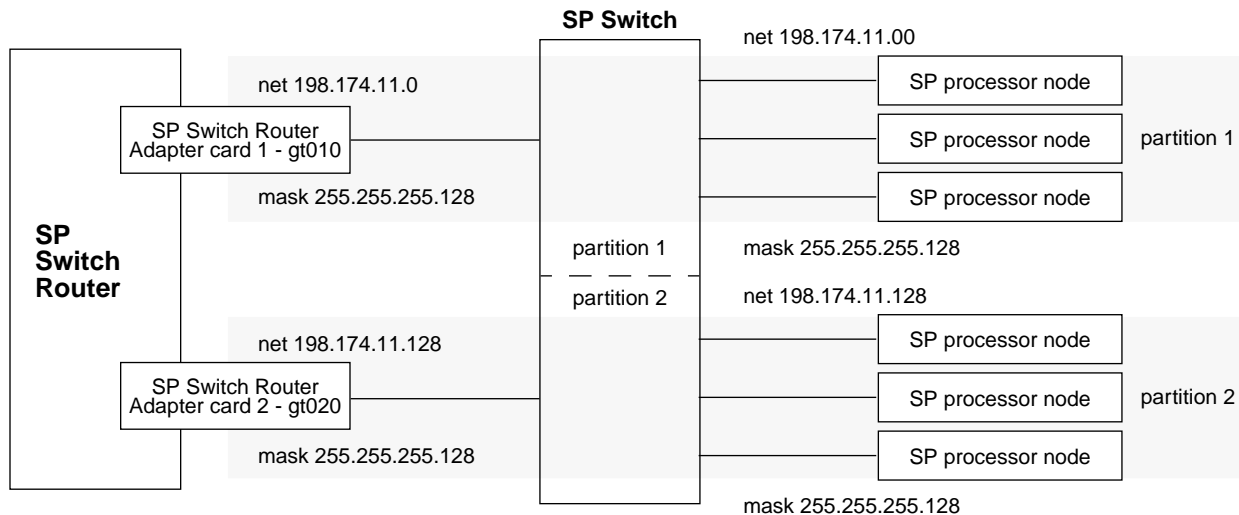 SP Switch
net 198.174.11.00
net 198.174.11.0
SP processor node
SP Switch Router
Adapter card 1 - gt010
SP processor node
partition 1
mask 255.255.255.128
SP processor node
SP
Switch
Router
partition 1
mask 255.255.255.128
partition 2
net 198.174.11.128
net 198.174.11.128
SP processor node
SP Switch Router
Adapter card 2 - gt020
SP processor node
partition 2
mask 255.255.255.128
SP processor node
mask 255.255.255.128